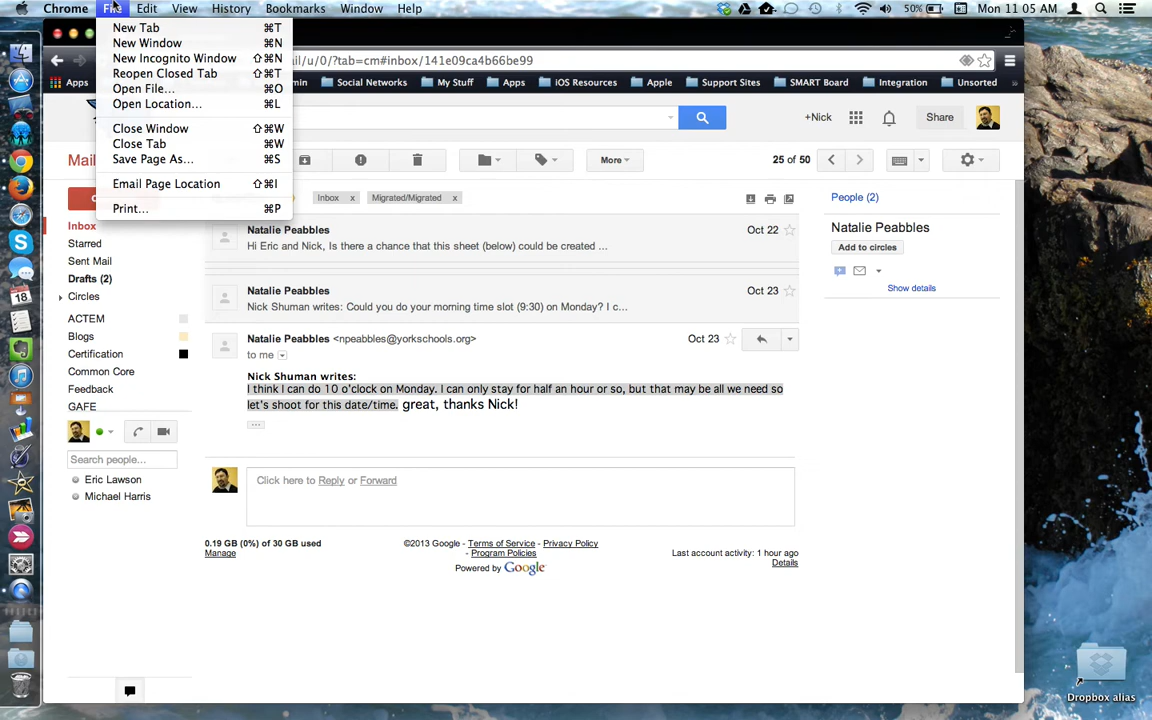 Chrome File Edit View History Bookmarks Window Help 50% Mon 11 05 AM
New Tab ⌘T
New Window ⌘N
New Incognito Window ⇧⌘N
Reopen Closed Tab ⇧⌘T
Open File... ⌘O
Open Location... ⌘L
Close Window ⇧⌘W
Close Tab ⌘W
Save Page As... ⌘S
Email Page Location ⇧⌘I
Print... ⌘P
il/u/0/?tab=cm#inbox/141e09ca4b66be99
Apps Social Networks My Stuff Apps iOS Resources Apple Support Sites SMART Board Integration Unsorted »
+Nick Share
Mail More 25 of 50
Inbox x Migrated/Migrated x
Inbox
Starred
Sent Mail
Drafts (2)
Circles
ACTEM
Blogs
Certification
Common Core
Feedback
GAFE
Search people...
Eric Lawson
Michael Harris
Natalie Peabbles Oct 22
Hi Eric and Nick, Is there a chance that this sheet (below) could be created ...
Natalie Peabbles Oct 23
Nick Shuman writes: Could you do your morning time slot (9:30) on Monday? I c...
Natalie Peabbles <npeabbles@yorkschools.org> Oct 23
to me
Nick Shuman writes:
I think I can do 10 o'clock on Monday. I can only stay for half an hour or so, but that may be all we need so
let's shoot for this date/time. great, thanks Nick!
...
Click here to Reply or Forward
0.19 GB (0%) of 30 GB used
Manage
©2013 Google - Terms of Service - Privacy Policy
- Program Policies
Powered by Google
Last account activity: 1 hour ago
Details
People (2)
Natalie Peabbles
Add to circles
Show details
18
Dropbox alias